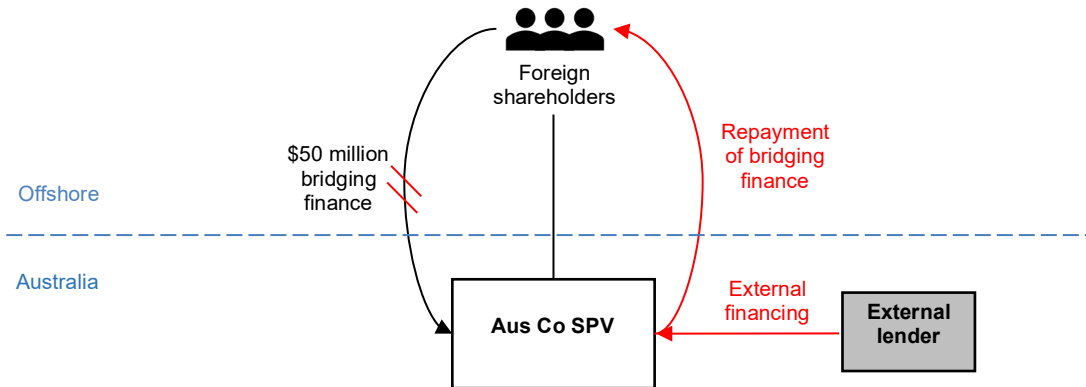 Foreign
shareholders
$50 million
bridging
finance
Repayment
of bridging
finance
Offshore
Australia
Aus Co SPV
External
financing
External
lender